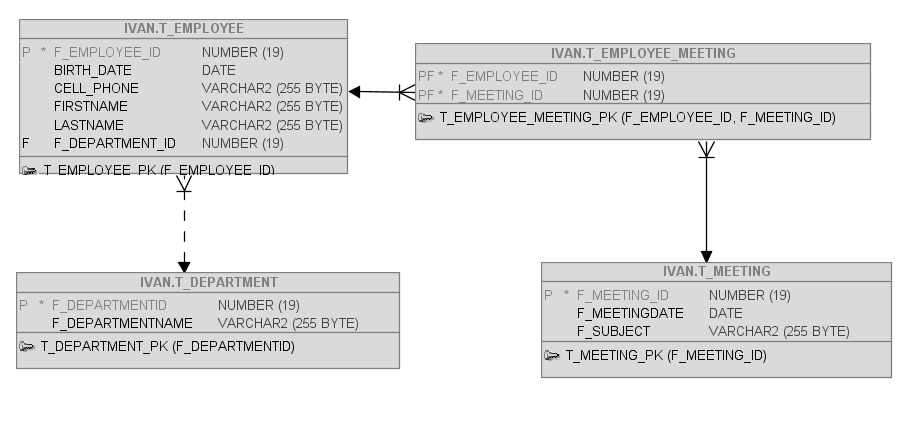 IVAN.T_EMPLOYEE
P * F_EMPLOYEE_ID NUMBER (19)
BIRTH_DATE DATE
CELL_PHONE VARCHAR2 (255 BYTE)
FIRSTNAME VARCHAR2 (255 BYTE)
LASTNAME VARCHAR2 (255 BYTE)
F F_DEPARTMENT_ID NUMBER (19)
T_EMPLOYEE_PK (F_EMPLOYEE_ID)
IVAN.T_EMPLOYEE_MEETING
PF * F_EMPLOYEE_ID NUMBER (19)
PF * F_MEETING_ID NUMBER (19)
T_EMPLOYEE_MEETING_PK (F_EMPLOYEE_ID, F_MEETING_ID)
IVAN.T_DEPARTMENT
P * F_DEPARTMENTID NUMBER (19)
F_DEPARTMENTNAME VARCHAR2 (255 BYTE)
T_DEPARTMENT_PK (F_DEPARTMENTID)
IVAN.T_MEETING
P * F_MEETING_ID NUMBER (19)
F_MEETINGDATE DATE
F_SUBJECT VARCHAR2 (255 BYTE)
T_MEETING_PK (F_MEETING_ID)